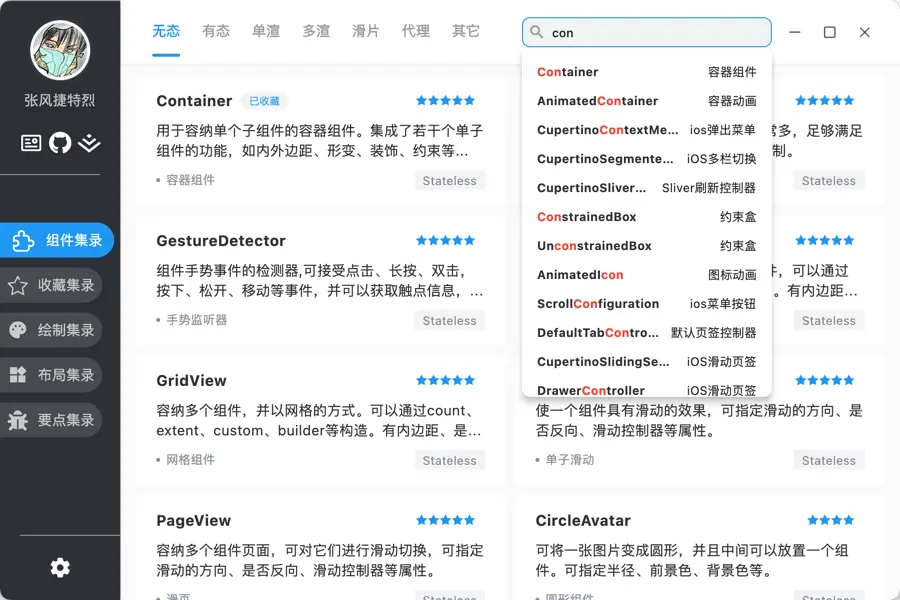 张风捷特烈
组件集录
收藏集录
绘制集录
布局集录
要点集录
无态 有态 单渲 多渲 滑片 代理 其它
con
Container 已收藏
用于容纳单个子组件的容器组件。集成了若干个单子
组件的功能，如内外边距、形变、装饰、约束等...
• 容器组件 Stateless
GestureDetector
组件手势事件的检测器,可接受点击、长按、双击，
按下、松开、移动等事件，并可以获取触点信息，...
• 手势监听器 Stateless
GridView
容纳多个组件，并以网格的方式。可以通过count、
extent、custom、builder等构造。有内边距、是...
• 网格组件 Stateless
PageView
容纳多个组件页面，可对它们进行滑动切换，可指定
滑动的方向、是否反向、滑动控制器等属性。
• 滑页 Stateless
Container 容器组件
AnimatedContainer 容器动画
CupertinoContextMe... ios弹出菜单
CupertinoSegmente... iOS多栏切换
CupertinoSliver... Sliver刷新控制器
ConstrainedBox 约束盒
UnconstrainedBox 约束盒
AnimatedIcon 图标动画
ScrollConfiguration ios菜单按钮
DefaultTabContro... 默认页签控制器
CupertinoSlidingSe... iOS滑动页签
DrawerController iOS滑动页签
常多，足够满足
制。
Stateless
件，可以通过
。有内边距...
Stateless
使一个组件具有滑动的效果，可指定滑动的方向、是
否反向、滑动控制器等属性。
• 单子滑动 Stateless
CircleAvatar
可将一张图片变成圆形，并且中间可以放置一个组
件。可指定半径、前景色、背景色等。
• 圆形组件 Stateless